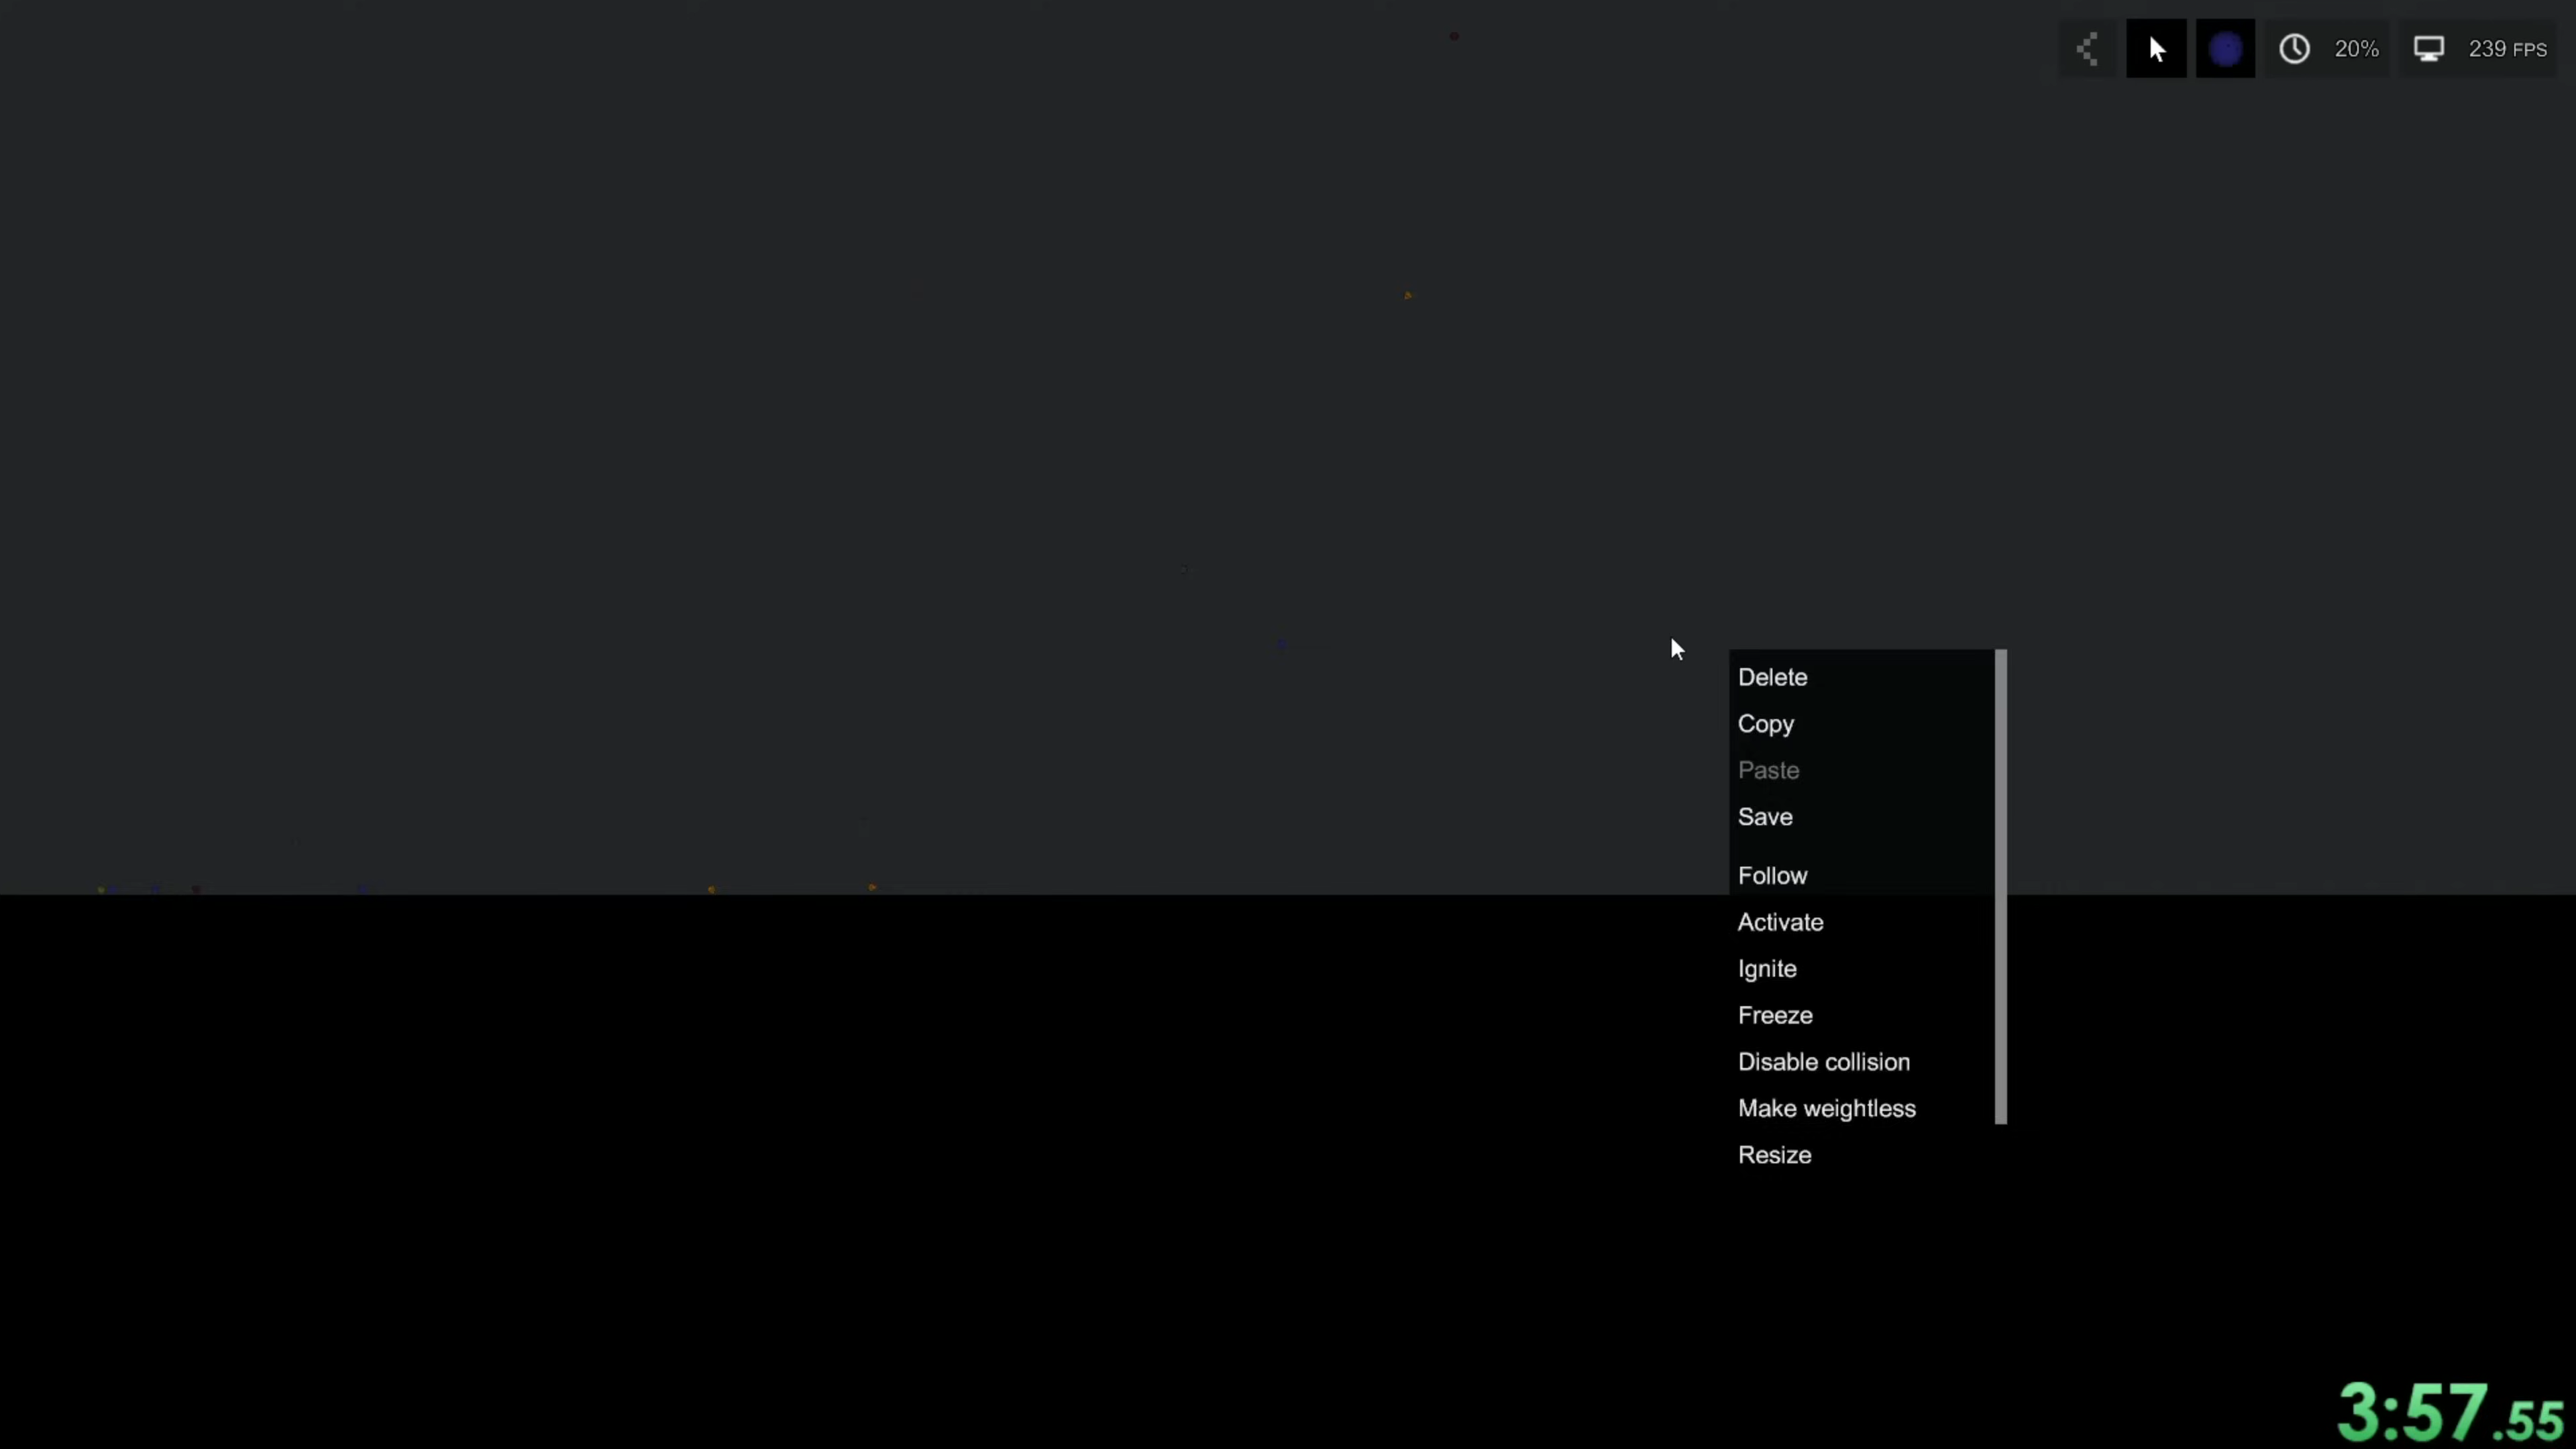 20%
239 FPS
Delete
Copy
Paste
Save
Follow
Activate
Ignite
Freeze
Disable collision
Make weightless
Resize
3:57.55